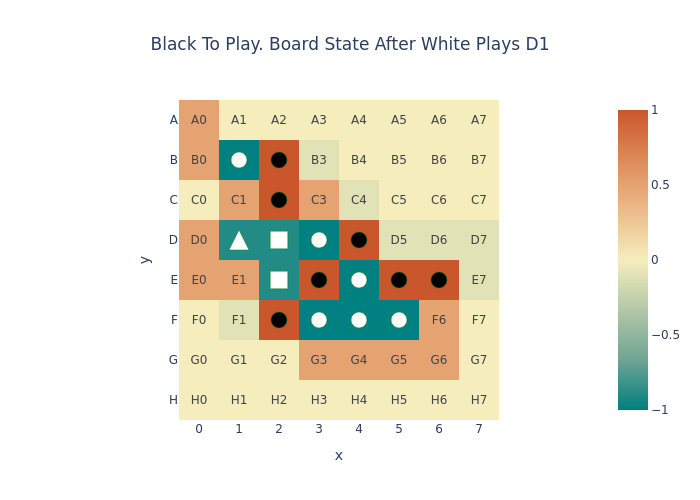 Black To Play. Board State After White Plays D1
A A0 A1 A2 A3 A4 A5 A6 A7
B B0 B3 B4 B5 B6 B7
C C0 C1 C3 C4 C5 C6 C7
D D0 D5 D6 D7
E E0 E1 E7
F F0 F1 F6 F7
G G0 G1 G2 G3 G4 G5 G6 G7
H H0 H1 H2 H3 H4 H5 H6 H7
0 1 2 3 4 5 6 7
x
y
1
0.5
0
−0.5
−1